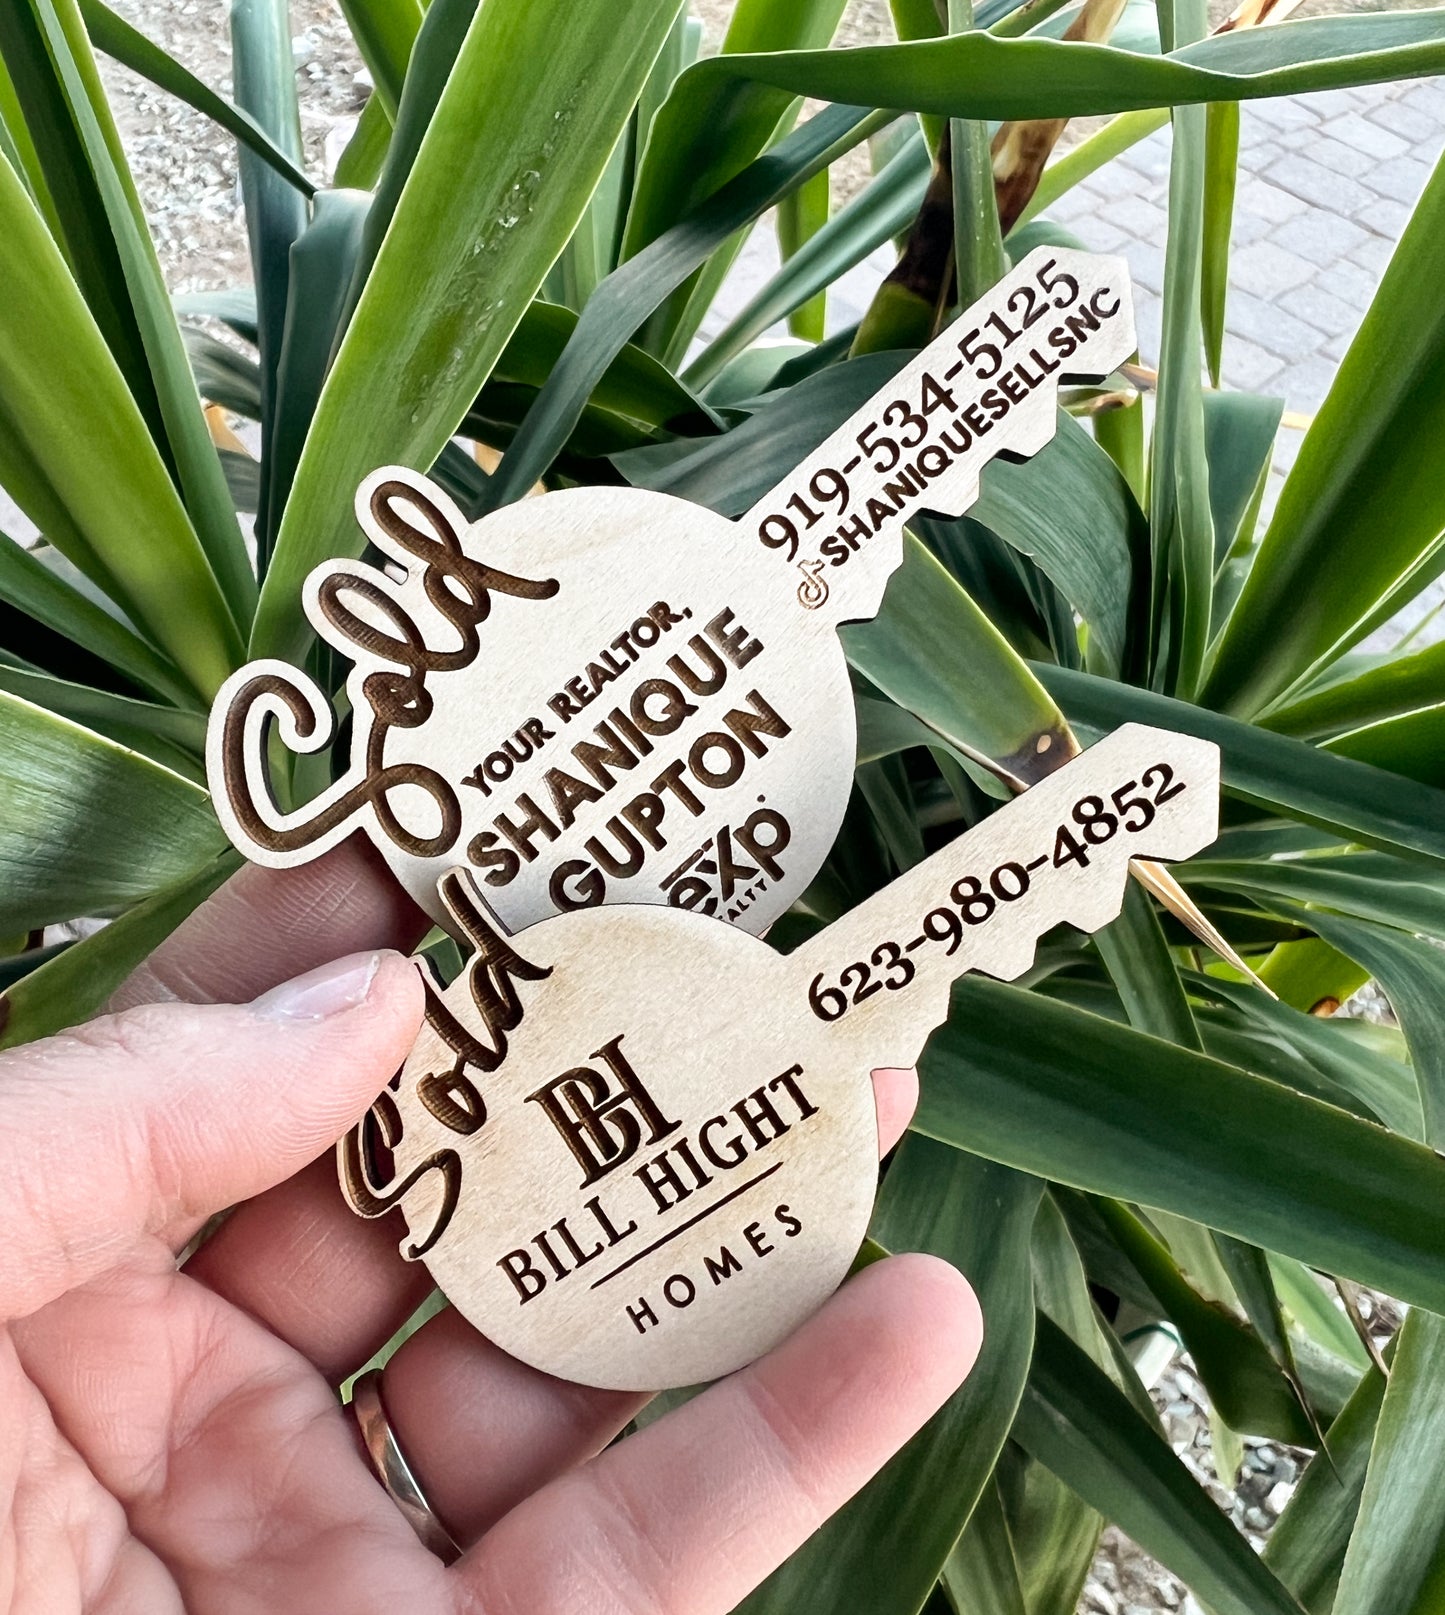 Sold
YOUR REALTOR,
SHANIQUE
GUPTON
exp
919-534-5125
SHANIQUESELLSNC
Sold
BH
BILL HIGHT
HOMES
623-980-4852